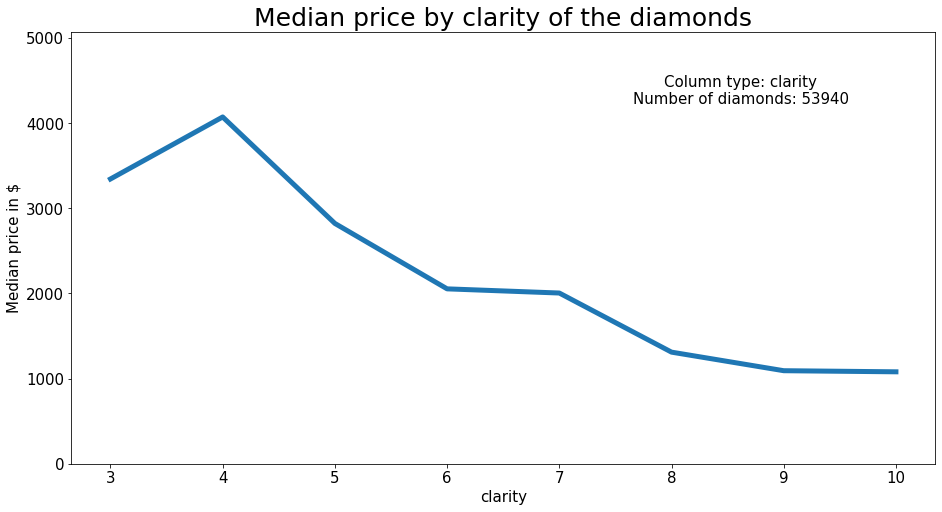 Median price by clarity of the diamonds
5000
Column type: clarity
Number of diamonds: 53940
4000
3000
Median price in $
2000
1000
0
3 4 5 6 7 8 9 10
clarity